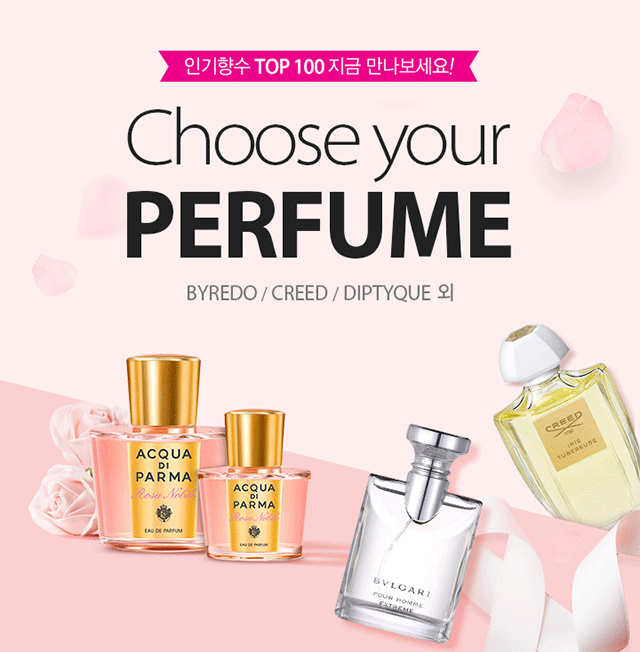 인기향수 TOP 100 지금 만나보세요!
Choose your
PERFUME
BYREDO / CREED / DIPTYQUE 외
ACQUA
DI
PARMA
Rosa Nobile
EAU DE PARFUM
ACQUA
DI
PARMA
Rosa Nobile
EAU DE PARFUM
BVLGARI
POUR HOMME
EXTRÊME
CREED
1760
IRIS
TUBEREUSE